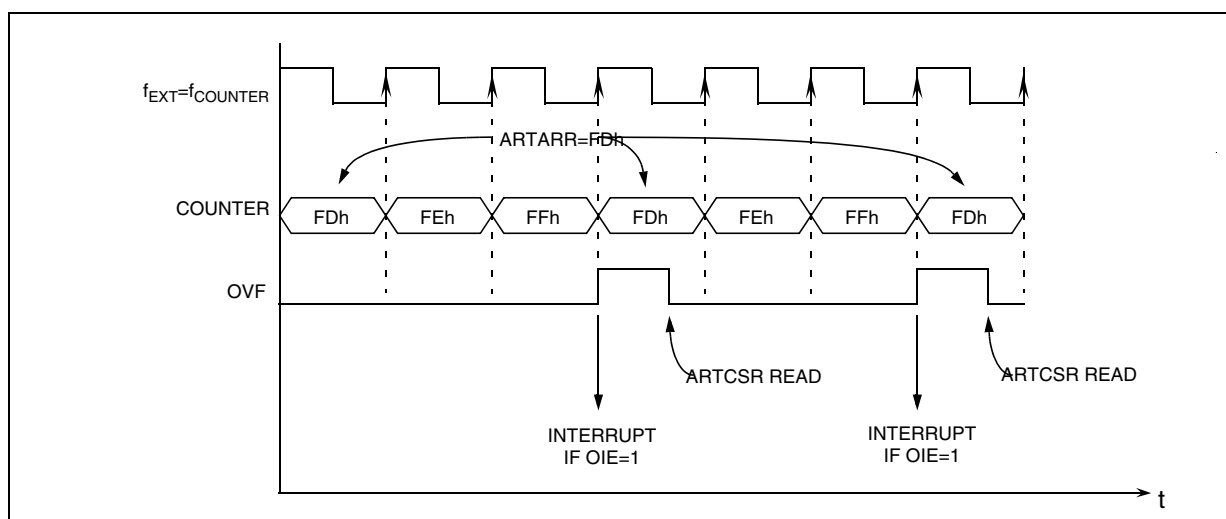 fEXT=fCOUNTER
ARTARR=FDh
COUNTER FDh FEh FFh FDh FEh FFh FDh
OVF
ARTCSR READ ARTCSR READ
INTERRUPT INTERRUPT
IF OIE=1 IF OIE=1
t